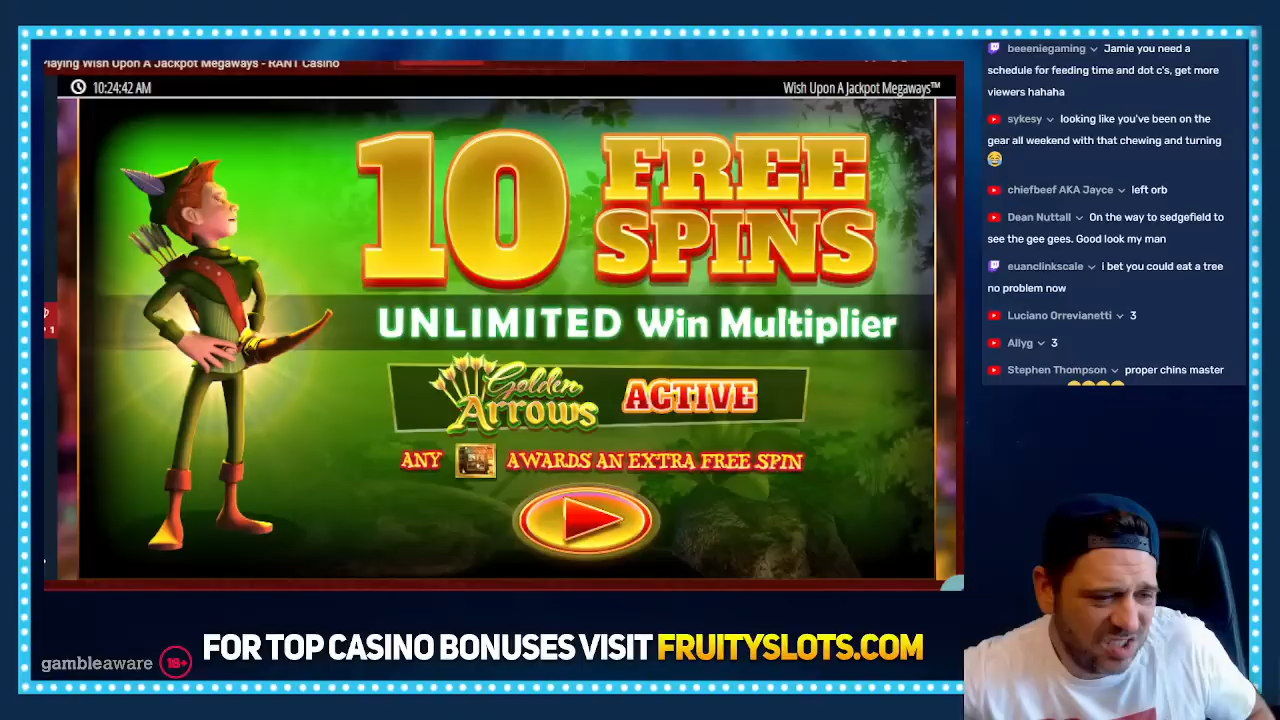 Playing Wish Upon A Jackpot Megaways - RANT Casino
10:24:42 AM
Wish Upon A Jackpot Megaways™
10 FREE SPINS
UNLIMITED Win Multiplier
Golden Arrows ACTIVE
ANY AWARDS AN EXTRA FREE SPIN
1
beeeniegaming Jamie you need a
schedule for feeding time and dot c's, get more
viewers hahaha
sykesy looking like you've been on the
gear all weekend with that chewing and turning
chiefbeef AKA Jayce left orb
Dean Nuttall On the way to sedgefield to
see the gee gees. Good look my man
euanclinkscale i bet you could eat a tree
no problem now
Luciano Orrevianetti 3
Allyg 3
Stephen Thompson proper chins master
gambleaware 18+
FOR TOP CASINO BONUSES VISIT FRUITYSLOTS.COM